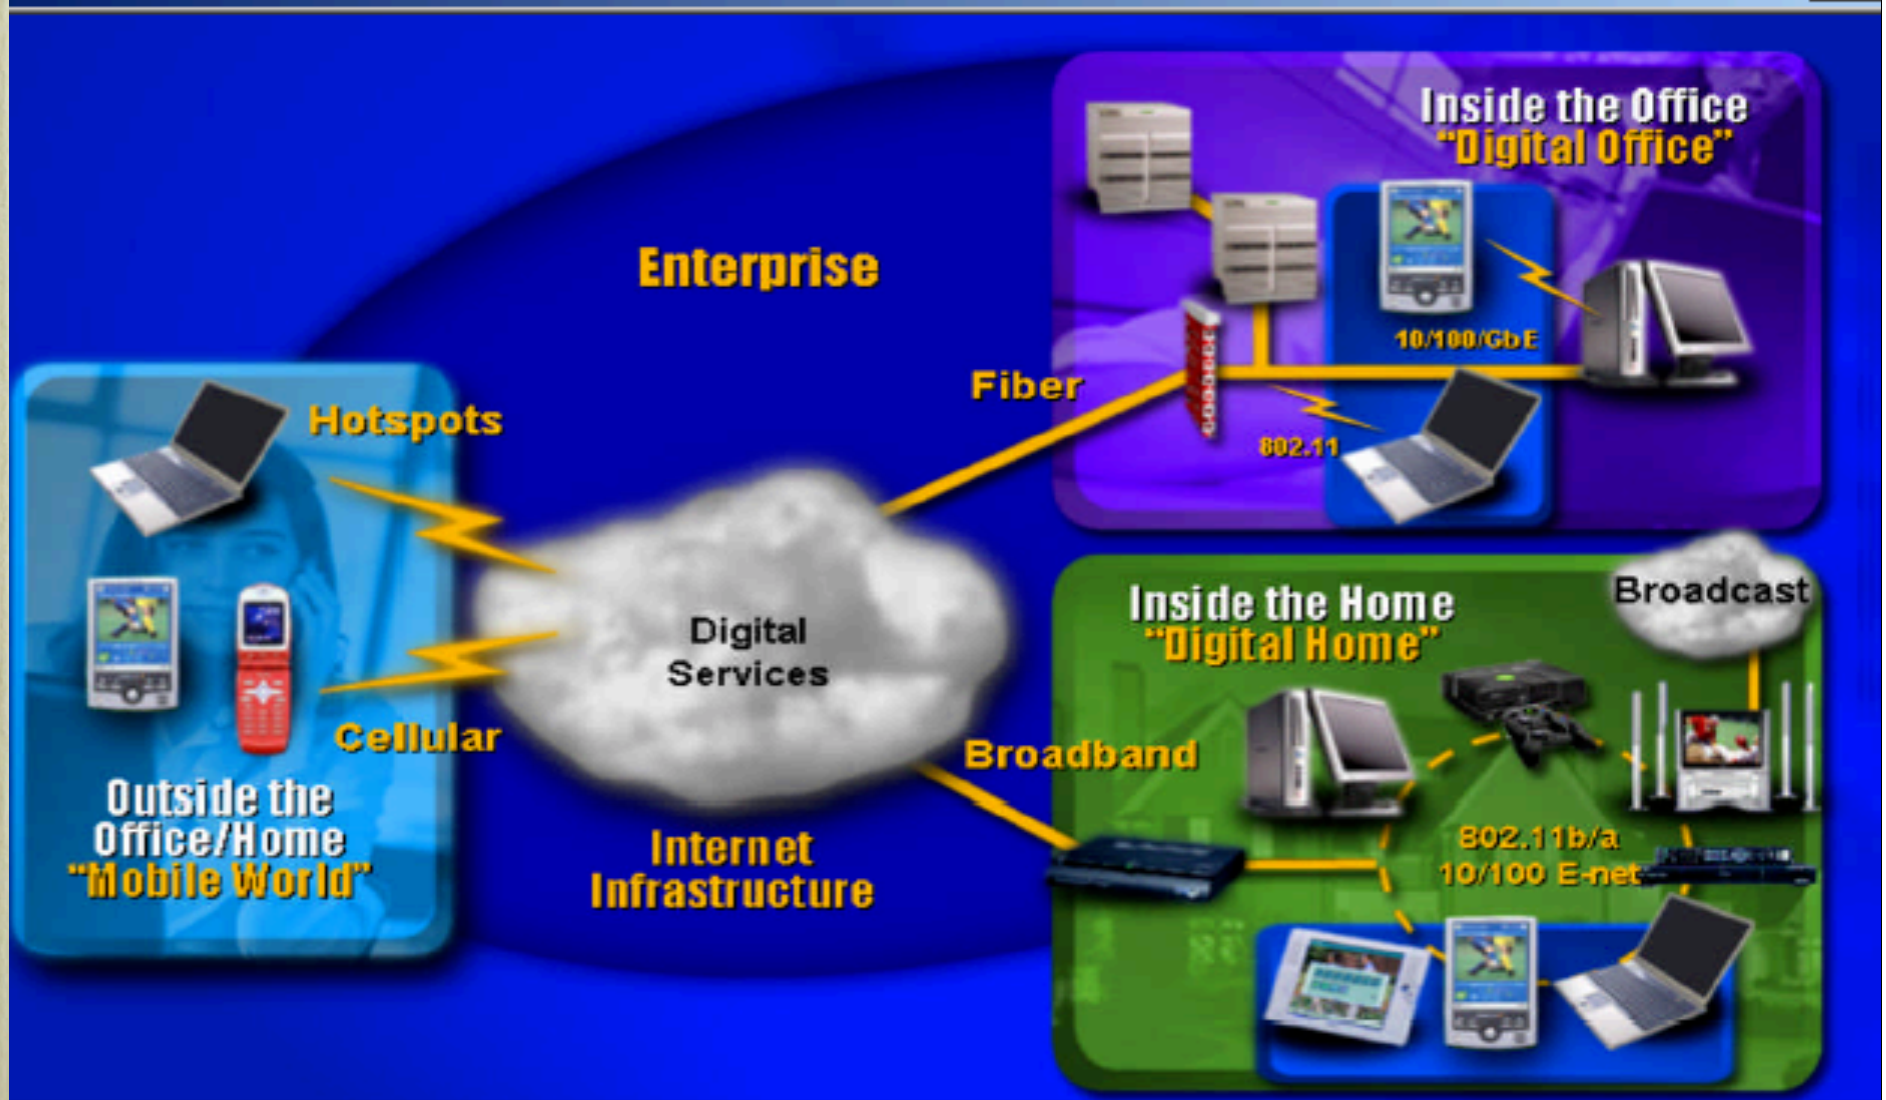 Inside the Office
“Digital Office”
Enterprise
10/100/GbE
Fiber
Hotspots
802.11
Broadcast
Inside the Home
“Digital Home”
Digital
Services
Cellular
Broadband
Outside the
Office/Home
“Mobile World”
Internet
Infrastructure
802.11b/a
10/100 E-net